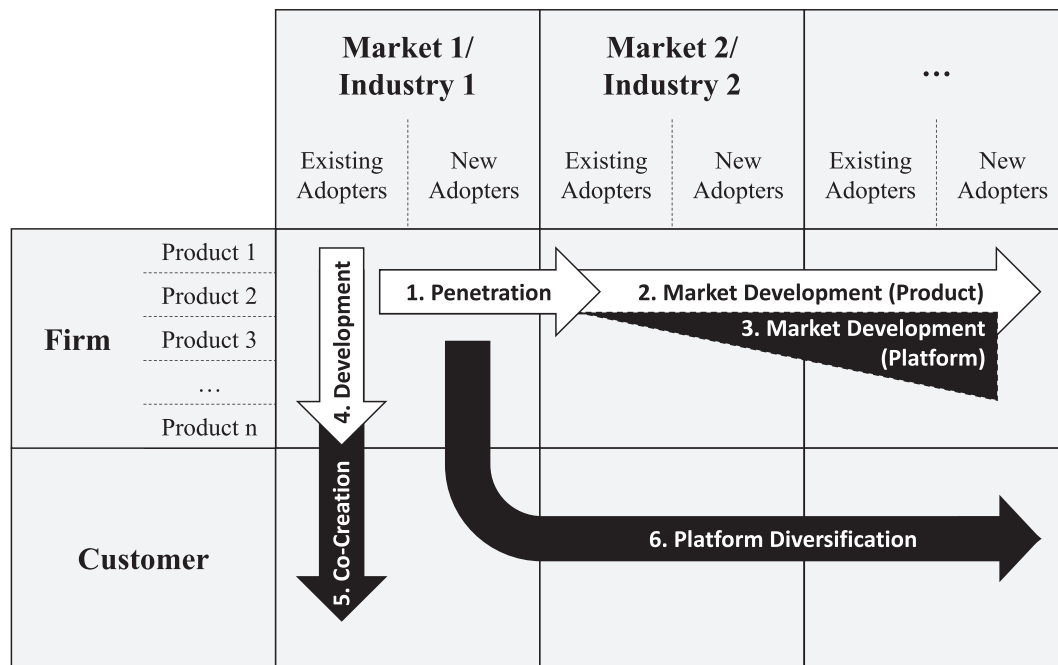 Market 1/
Industry 1
Market 2/
Industry 2
...
Existing
Adopters
New
Adopters
Existing
Adopters
New
Adopters
Existing
Adopters
New
Adopters
Firm
Product 1
Product 2
Product 3
...
Product n
1. Penetration
2. Market Development (Product)
3. Market Development
(Platform)
4. Development
5. Co-Creation
Customer
6. Platform Diversification